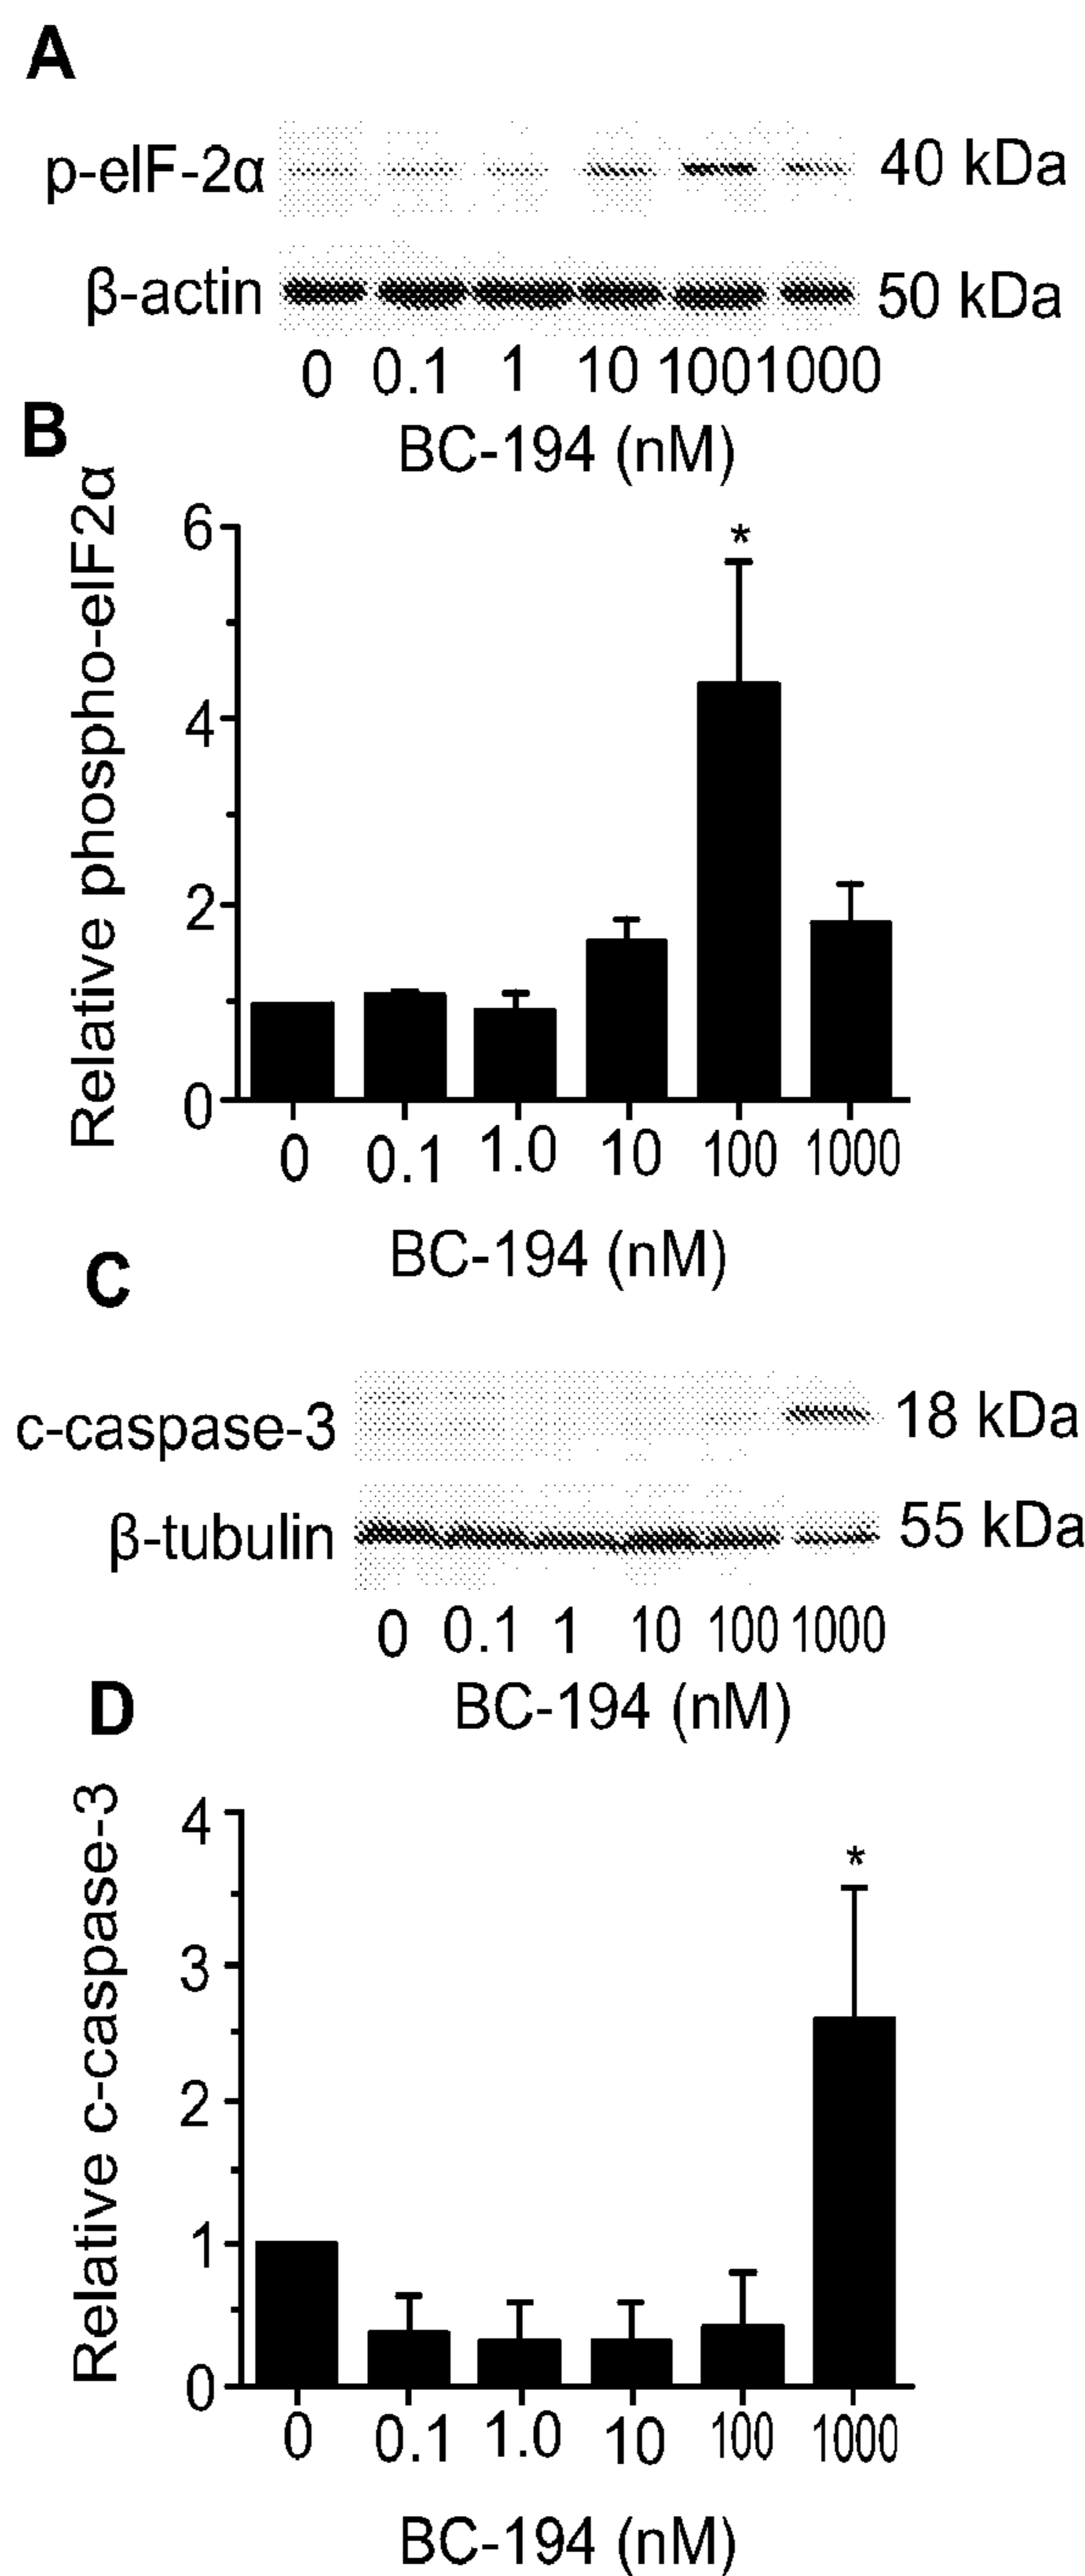 A
p-eIF-2α 40 kDa
β-actin 50 kDa
0 0.1 1 10 100 1000
BC-194 (nM)
B
Relative phospho-eIF2α
6
*
4
2
0
0 0.1 1.0 10 100 1000
BC-194 (nM)
C
c-caspase-3 18 kDa
β-tubulin 55 kDa
0 0.1 1 10 100 1000
BC-194 (nM)
D
Relative c-caspase-3
4
*
3
2
1
0
0 0.1 1.0 10 100 1000
BC-194 (nM)